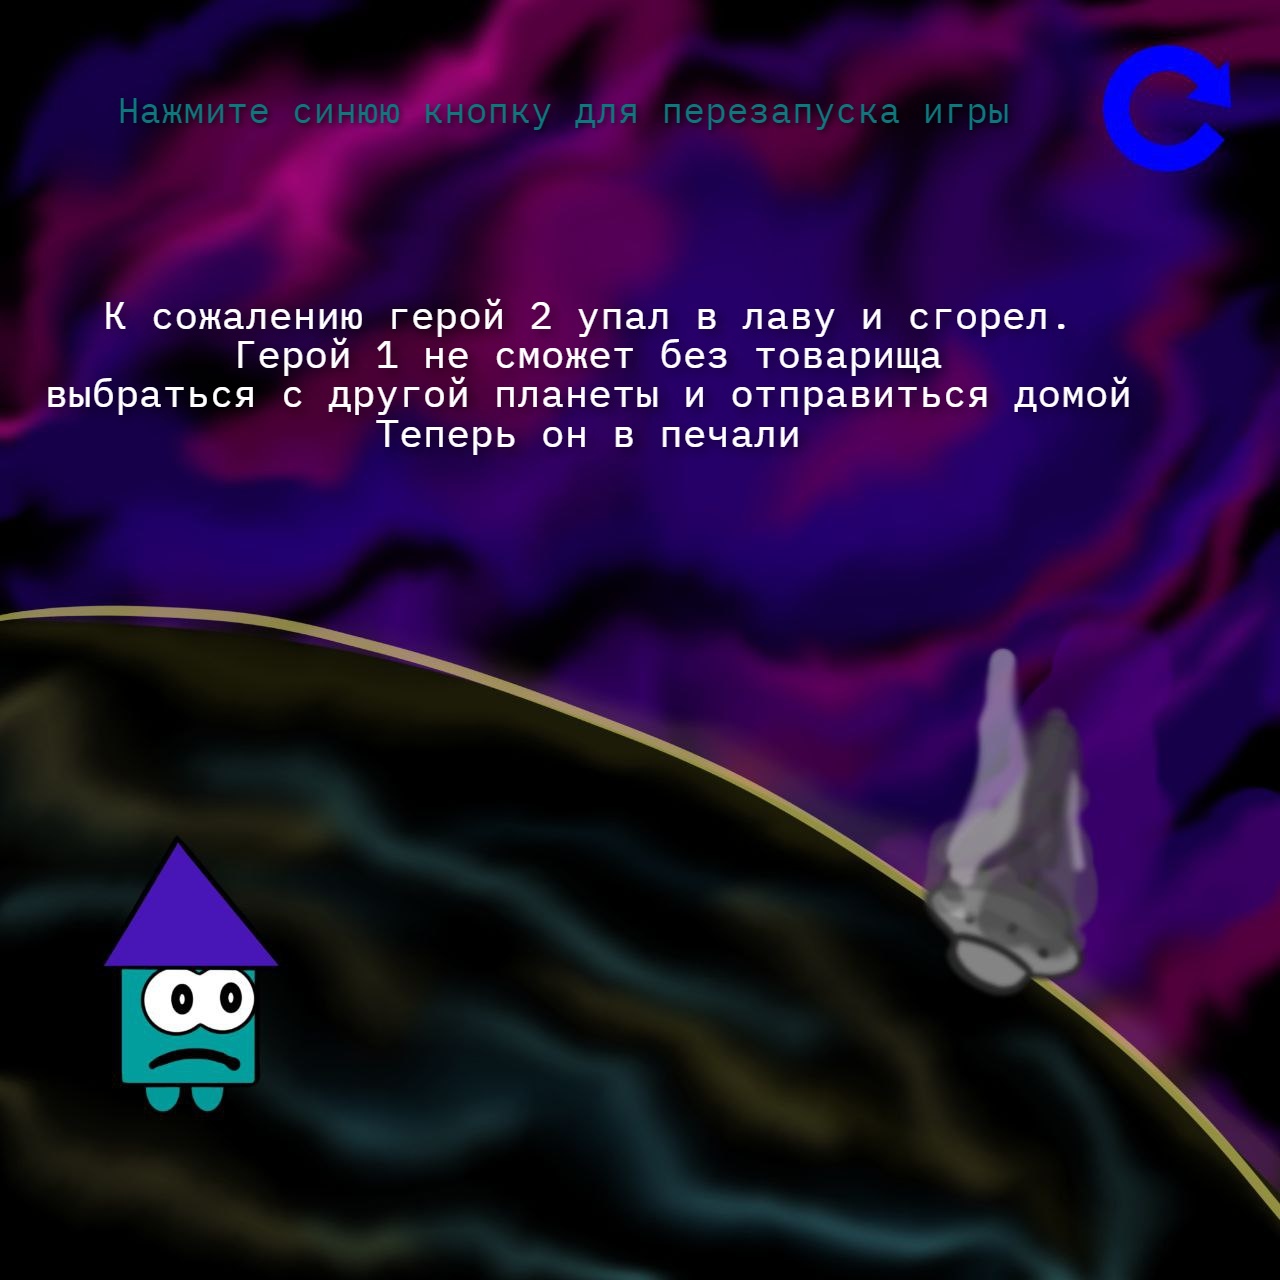 Нажмите синюю кнопку для перезапуска игры
К сожалению герой 2 упал в лаву и сгорел.
Герой 1 не сможет без товарища
выбраться с другой планеты и отправиться домой
Теперь он в печали